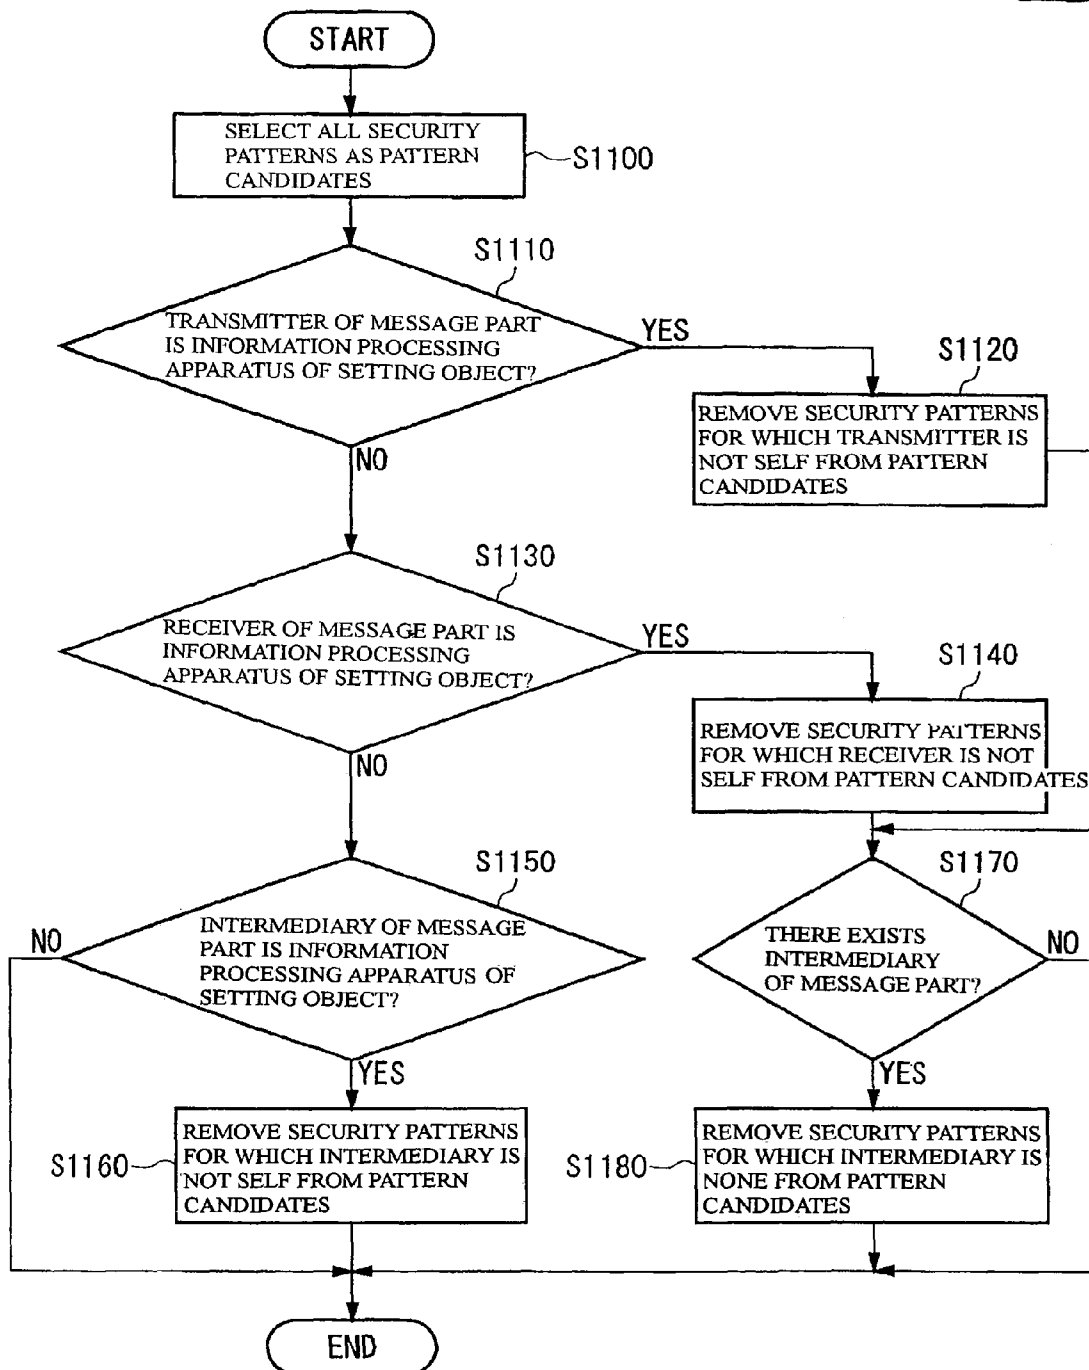 START
SELECT ALL SECURITY
PATTERNS AS PATTERN
CANDIDATES
S1100
S1110
TRANSMITTER OF MESSAGE PART
IS INFORMATION PROCESSING
APPARATUS OF SETTING OBJECT?
YES
NO
S1120
REMOVE SECURITY PATTERNS
FOR WHICH TRANSMITTER IS
NOT SELF FROM PATTERN
CANDIDATES
S1130
RECEIVER OF MESSAGE PART IS
INFORMATION PROCESSING
APPARATUS OF SETTING OBJECT?
YES
NO
S1140
REMOVE SECURITY PATTERNS
FOR WHICH RECEIVER IS NOT
SELF FROM PATTERN CANDIDATES
S1150
INTERMEDIARY OF MESSAGE
PART IS INFORMATION
PROCESSING APPARATUS OF
SETTING OBJECT?
NO
YES
S1170
THERE EXISTS
INTERMEDIARY
OF MESSAGE PART?
NO
YES
S1160
REMOVE SECURITY PATTERNS
FOR WHICH INTERMEDIARY IS
NOT SELF FROM PATTERN
CANDIDATES
S1180
REMOVE SECURITY PATTERNS
FOR WHICH INTERMEDIARY IS
NONE FROM PATTERN
CANDIDATES
END